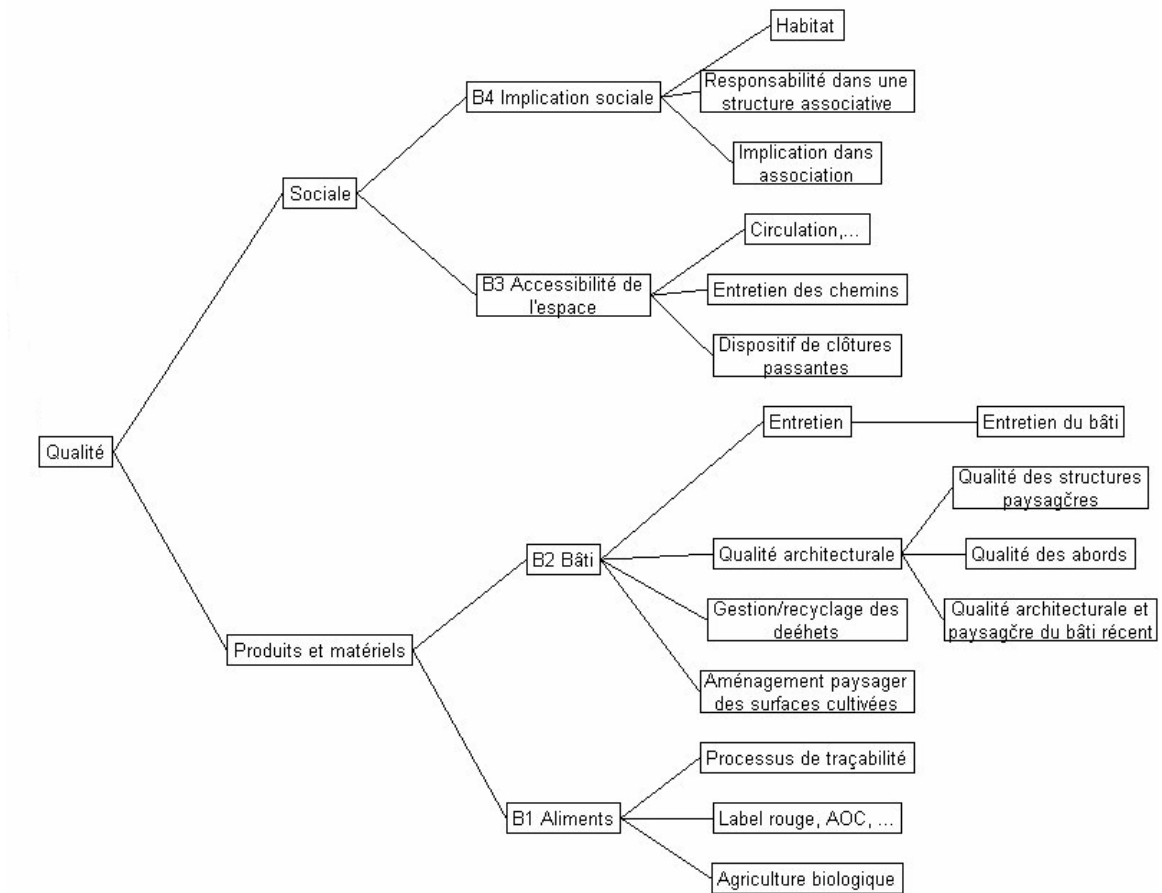 Habitat
B4 Implication sociale
Responsabilité dans une
structure associative
Implication dans
association
Sociale
Circulation,...
B3 Accessibilité de
l'espace
Entretien des chemins
Dispositif de clôtures
passantes
Qualité
Entretien
Entretien du bâti
Qualité des structures
paysagčres
B2 Bâti
Qualité architecturale
Qualité des abords
Gestion/recyclage des
deéhets
Qualité architecturale et
paysagčre du bâti récent
Produits et matériels
Aménagement paysager
des surfaces cultivées
Processus de traçabilité
B1 Aliments
Label rouge, AOC, ...
Agriculture biologique